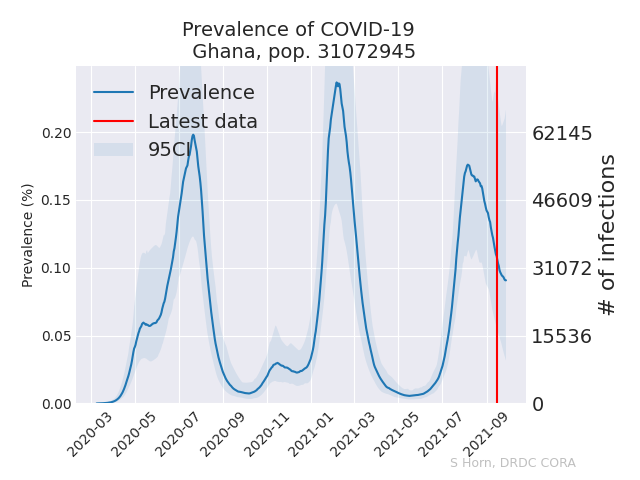 Prevalence of COVID-19
Ghana, pop. 31072945
Prevalence
Latest data
95CI
Prevalence (%)
0.20
0.15
0.10
0.05
0.00
62145
46609
31072
15536
0
# of infections
2020-03
2020-05
2020-07
2020-09
2020-11
2021-01
2021-03
2021-05
2021-07
2021-09
S Horn, DRDC CORA